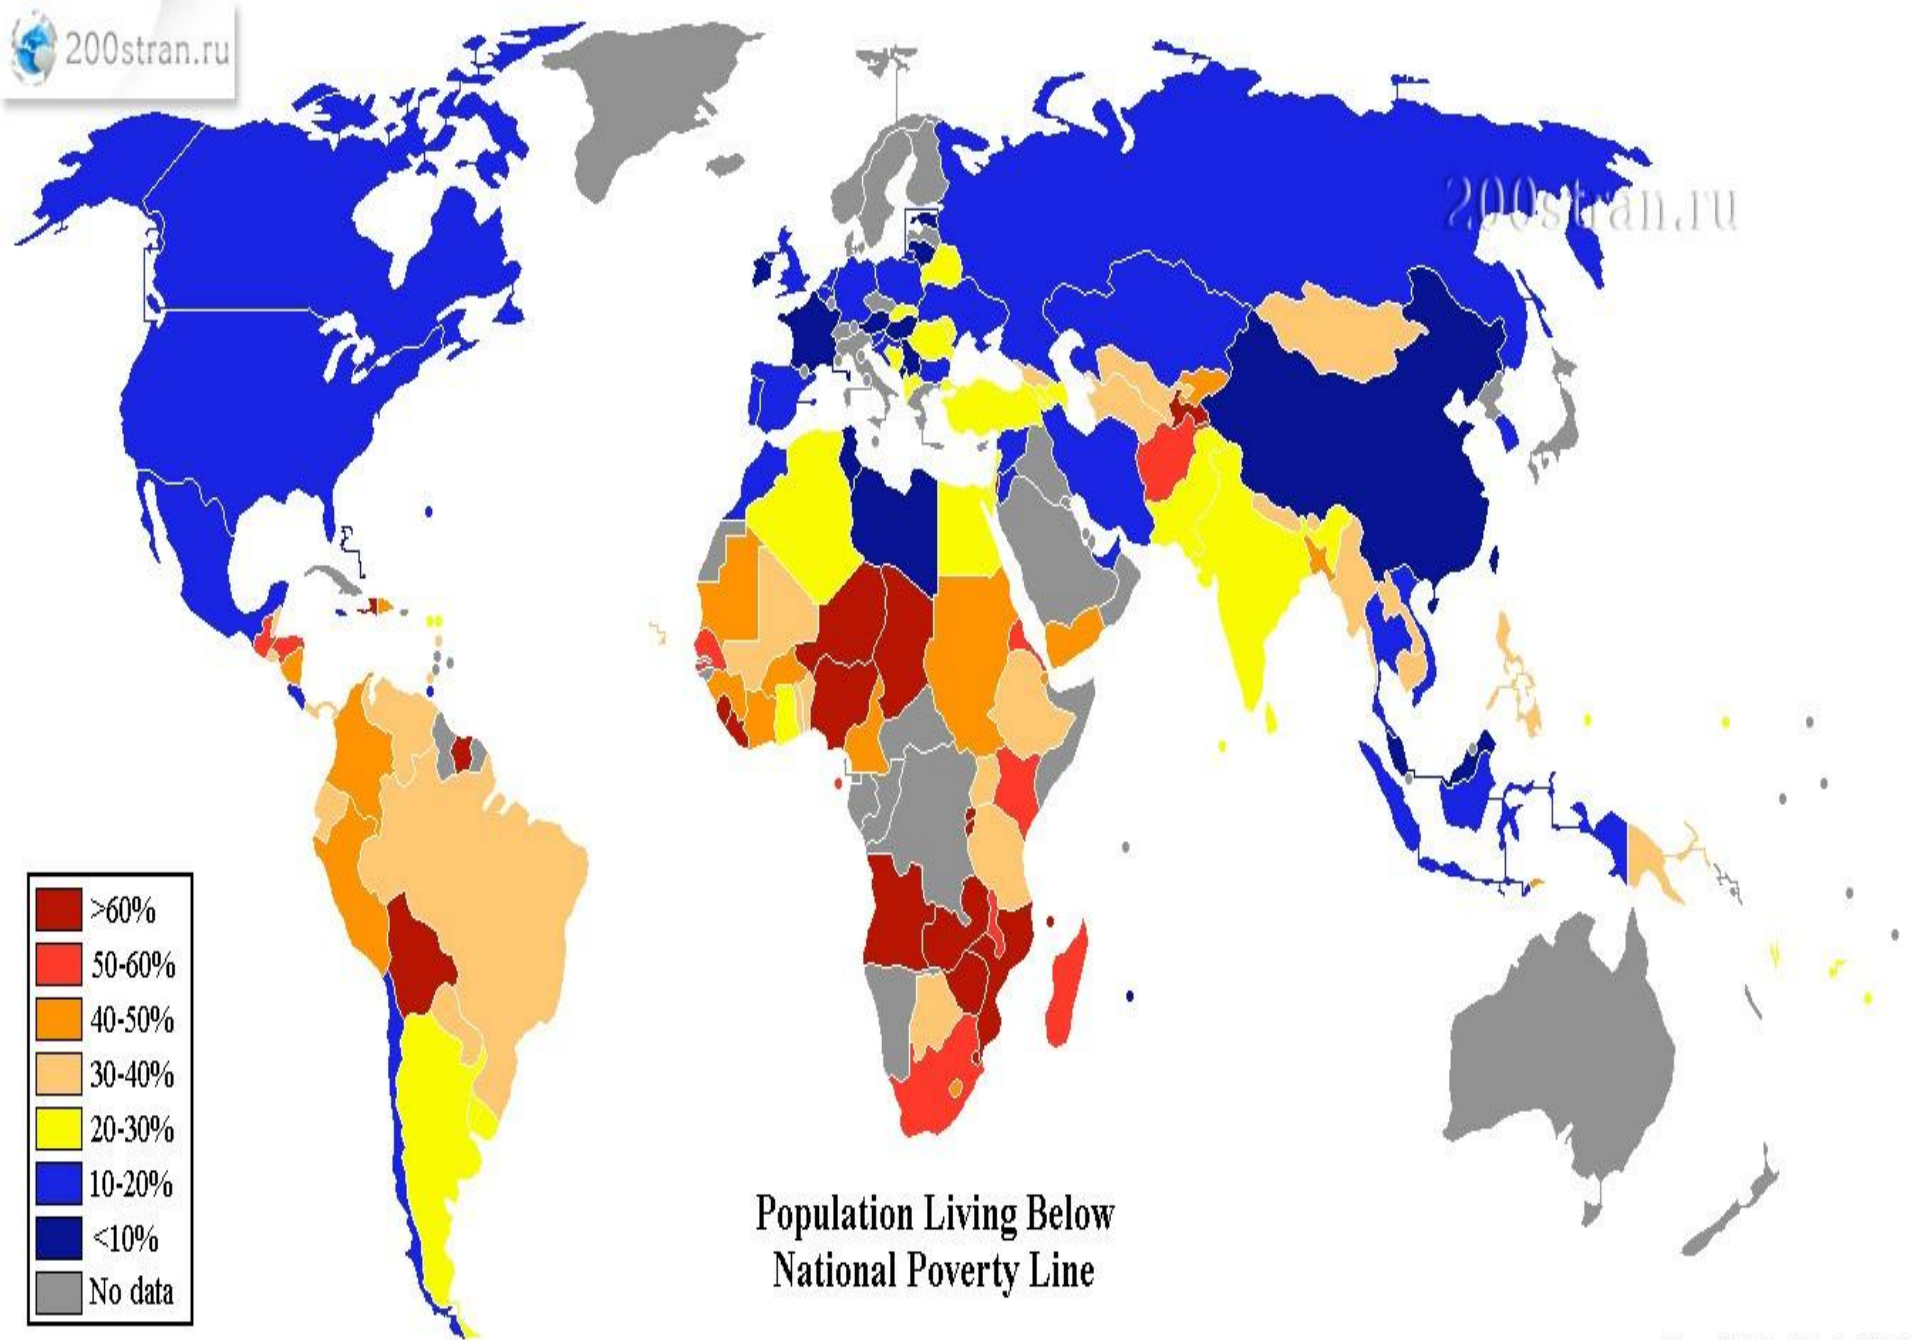 200stran.ru
200stran.ru
>60%
50-60%
40-50%
30-40%
20-30%
10-20%
<10%
No data
Population Living Below
National Poverty Line